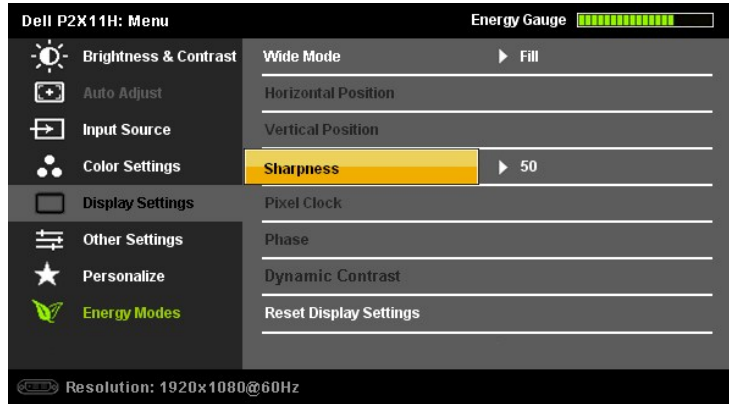 Dell P2X11H: Menu Energy Gauge
Brightness & Contrast Wide Mode Fill
Auto Adjust Horizontal Position
Input Source Vertical Position
Color Settings Sharpness 50
Display Settings Pixel Clock
Other Settings Phase
Personalize Dynamic Contrast
Energy Modes Reset Display Settings
Resolution: 1920x1080@60Hz